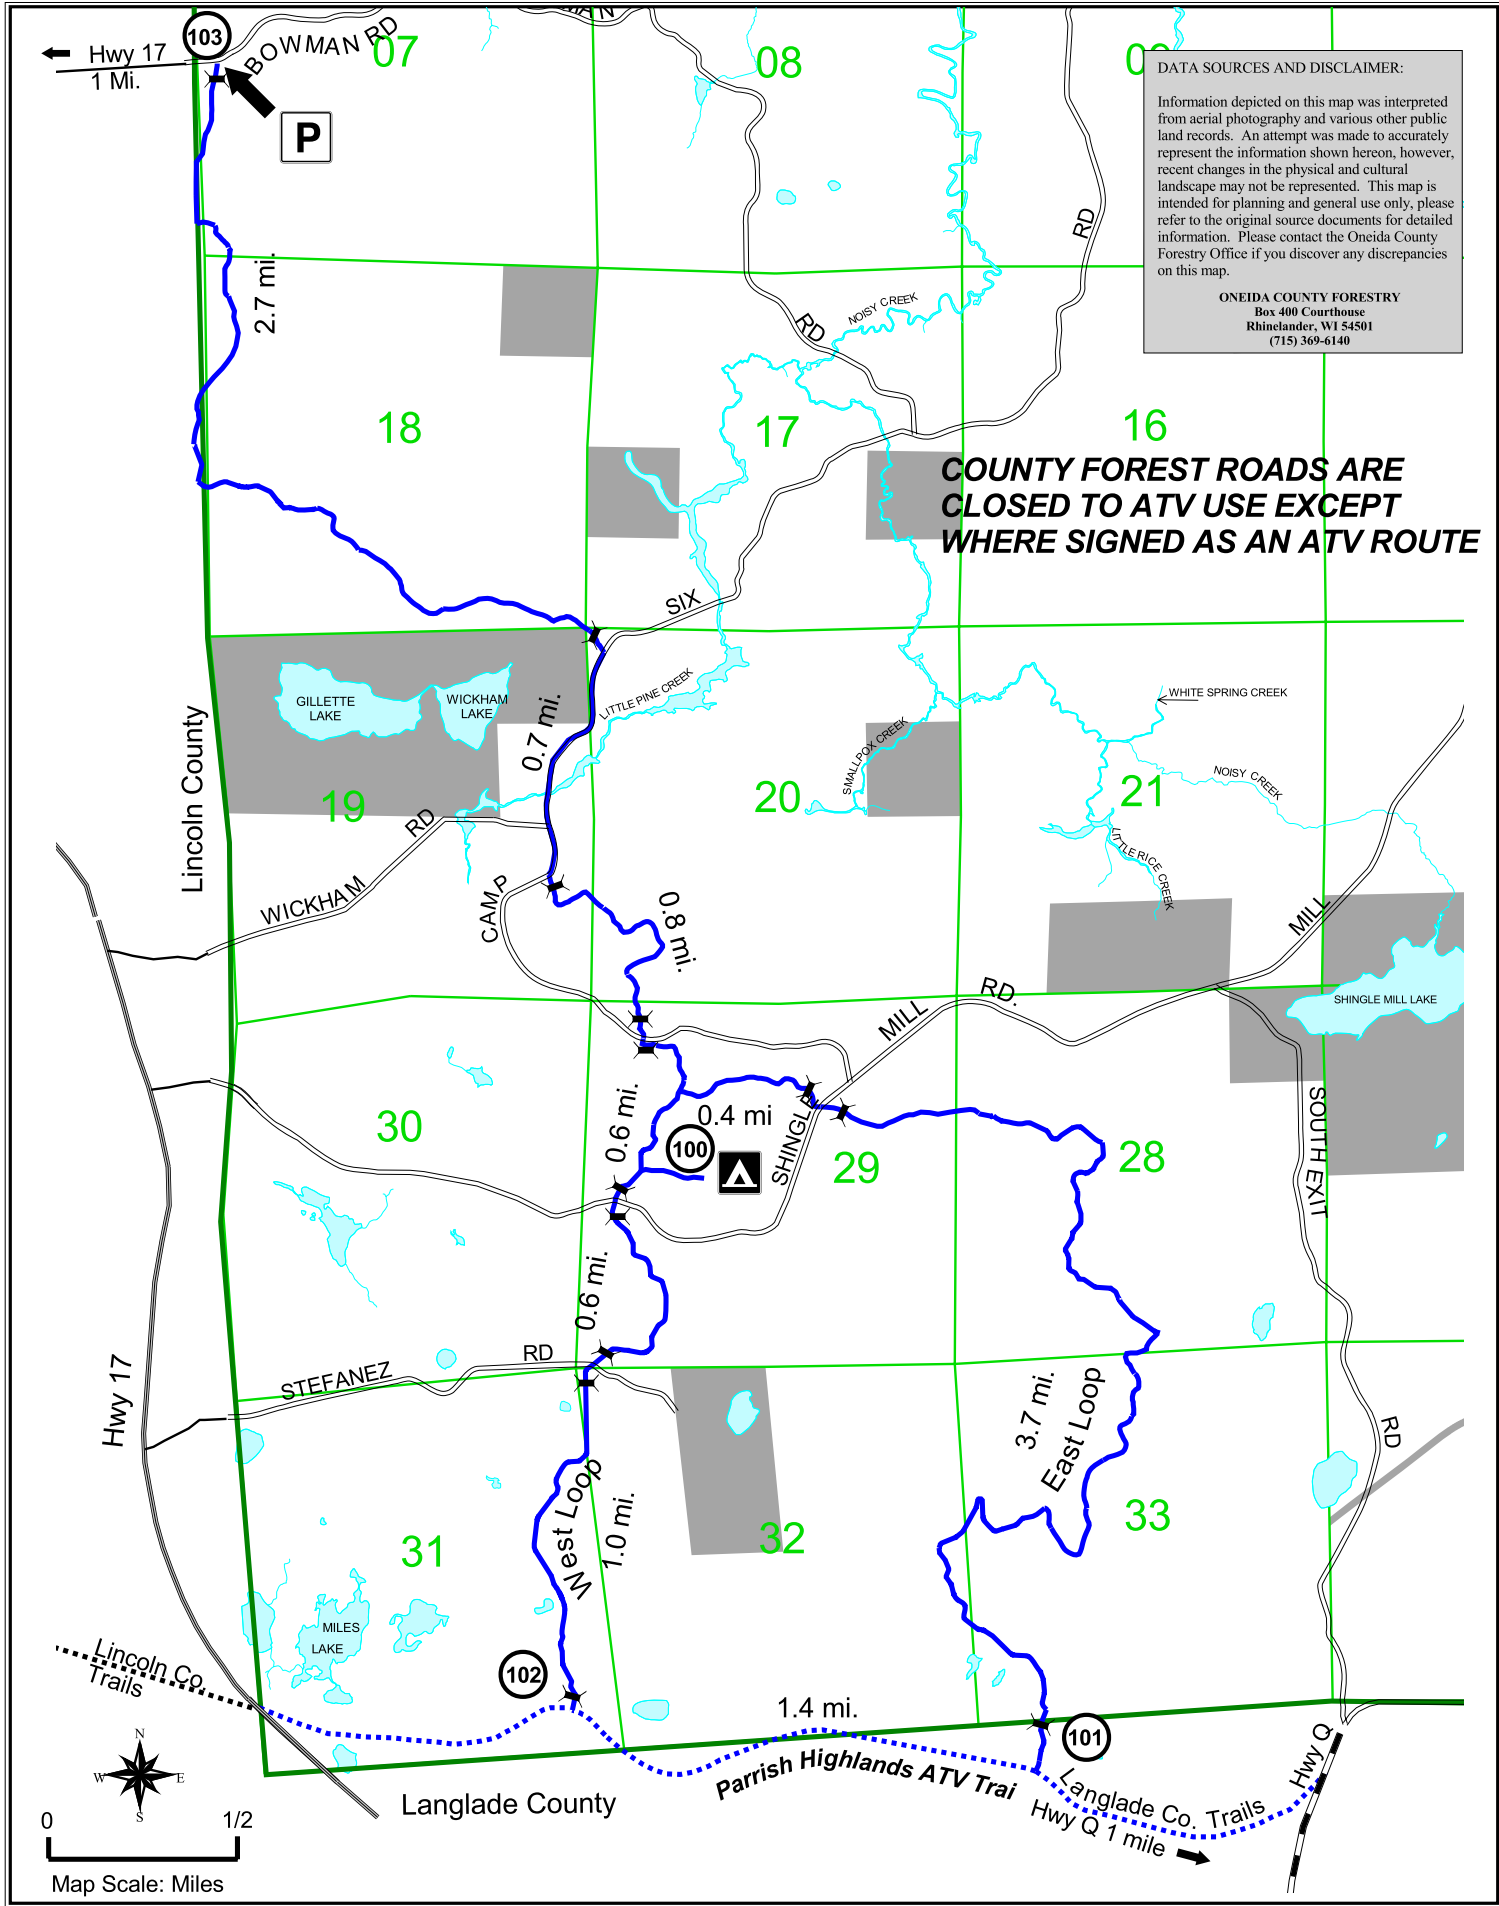 103
Hwy 17
1 Mi.
BOWMAN RD
07
08
P
DATA SOURCES AND DISCLAIMER:
Information depicted on this map was interpreted
from aerial photography and various other public
land records. An attempt was made to accurately
represent the information shown hereon, however,
recent changes in the physical and cultural
landscape may not be represented. This map is
intended for planning and general use only, please
refer to the original source documents for detailed
information. Please contact the Oneida County
Forestry Office if you discover any discrepancies
on this map.
ONEIDA COUNTY FORESTRY
Box 400 Courthouse
Rhinelander, WI 54501
(715) 369-6140
2.7 mi.
RD
RD
NOISY CREEK
18
17
16
COUNTY FOREST ROADS ARE
CLOSED TO ATV USE EXCEPT
WHERE SIGNED AS AN ATV ROUTE
SIX
GILLETTE
LAKE
WICKHAM
LAKE
LITTLE PINE CREEK
WHITE SPRING CREEK
0.7 mi.
SMALLPOX CREEK
NOISY CREEK
Lincoln County
19
20
21
WICKHAM RD
LITTLE RICE CREEK
CAMP
0.8 mi.
MILL
RD.
MILL
SHINGLE MILL LAKE
30
0.6 mi.
0.4 mi
100
SHINGLE
29
28
SOUTH EXIT
0.6 mi.
STEFANEZ
RD
Hwy 17
3.7 mi.
East Loop
RD
West Loop
1.0 mi.
31
32
33
MILES
LAKE
Lincoln Co.
Trails
102
1.4 mi.
101
Parrish Highlands ATV Trai
Langlade Co. Trails
Hwy Q 1 mile
Hwy Q
N
W
E
S
Langlade County
0
1/2
Map Scale: Miles